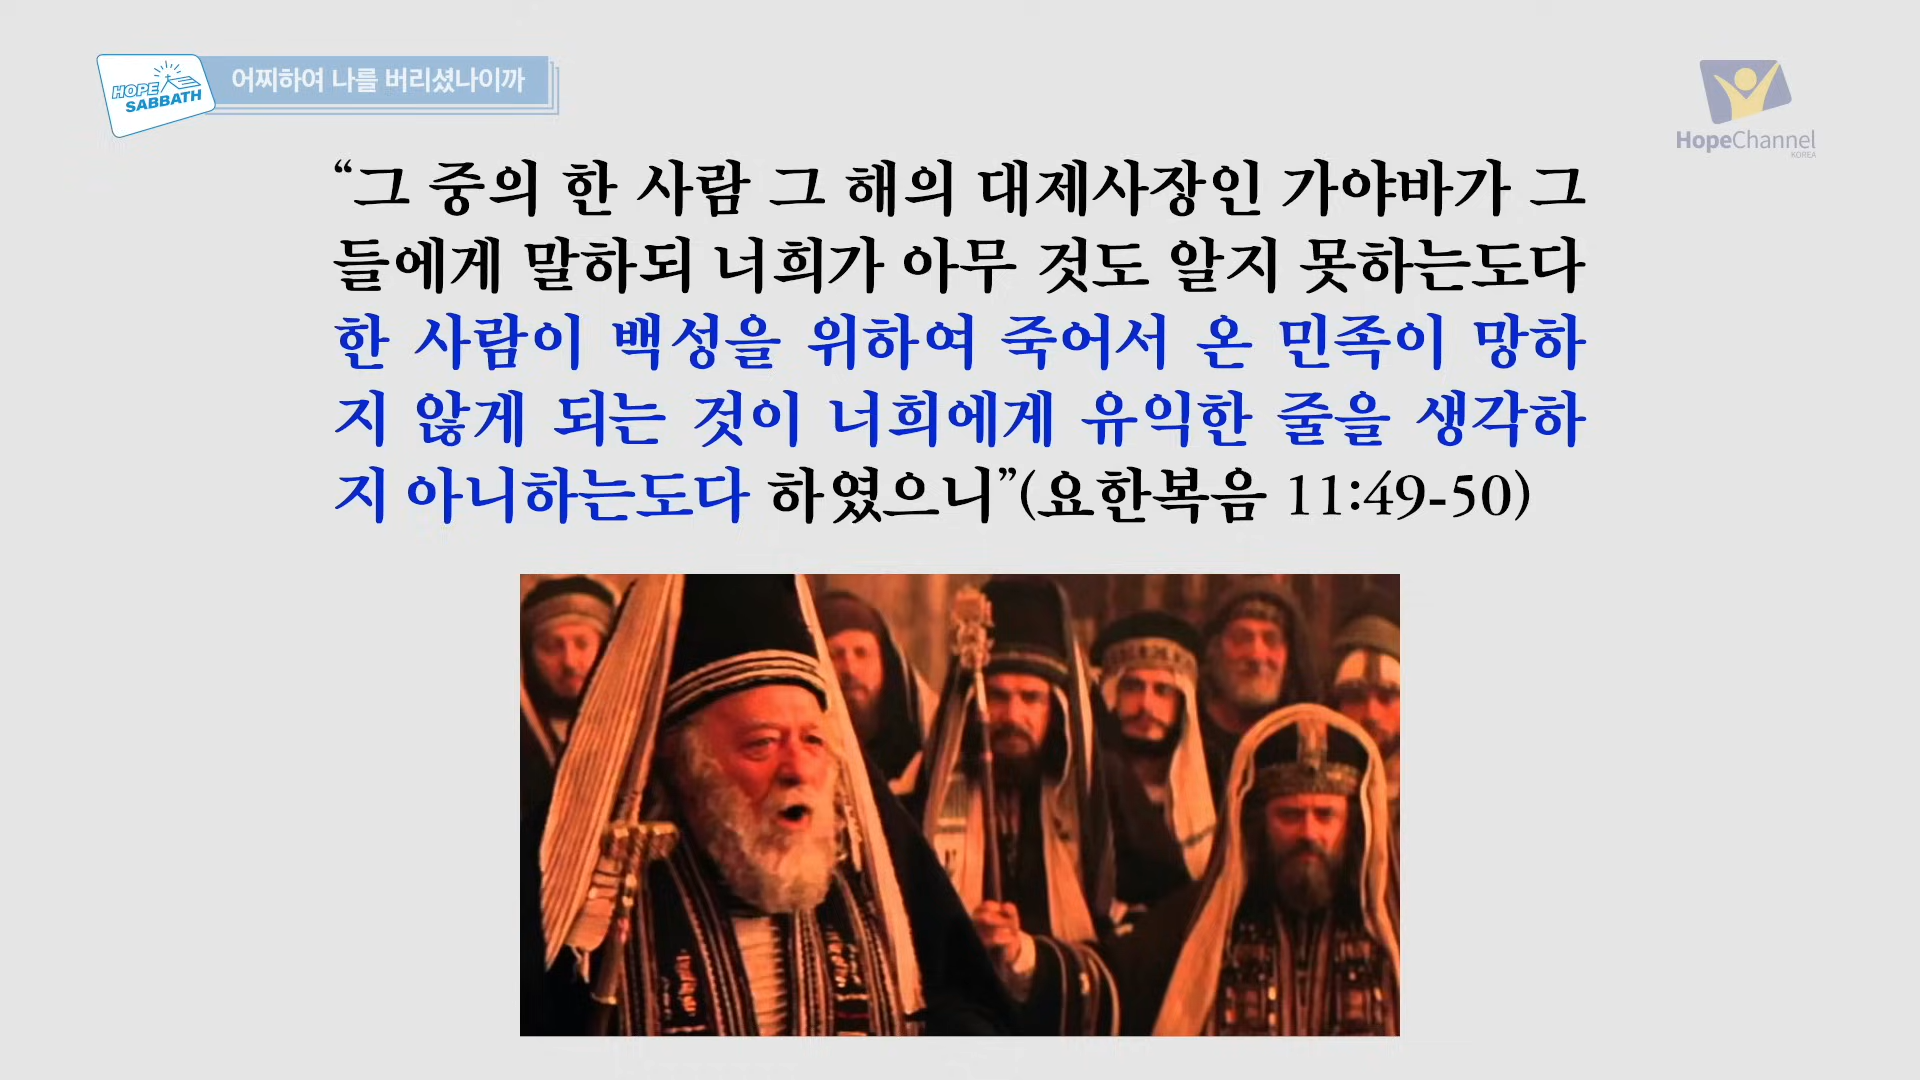 HOPE
SABBATH
어찌하여 나를 버리셨나이까
HopeChannel
KOREA
“그 중의 한 사람 그 해의 대제사장인 가야바가 그
들에게 말하되 너희가 아무 것도 알지 못하는도다
한 사람이 백성을 위하여 죽어서 온 민족이 망하
지 않게 되는 것이 너희에게 유익한 줄을 생각하
지 아니하는도다 하였으니”(요한복음 11:49-50)